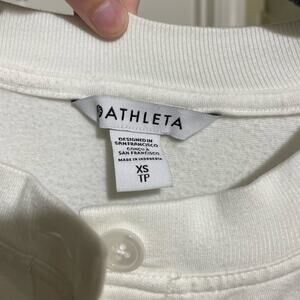 ATHLETA
DESIGNED IN
SAN FRANCISCO
CONÇU À
SAN FRANCISCO
MADE IN INDONESIA
XS
TP